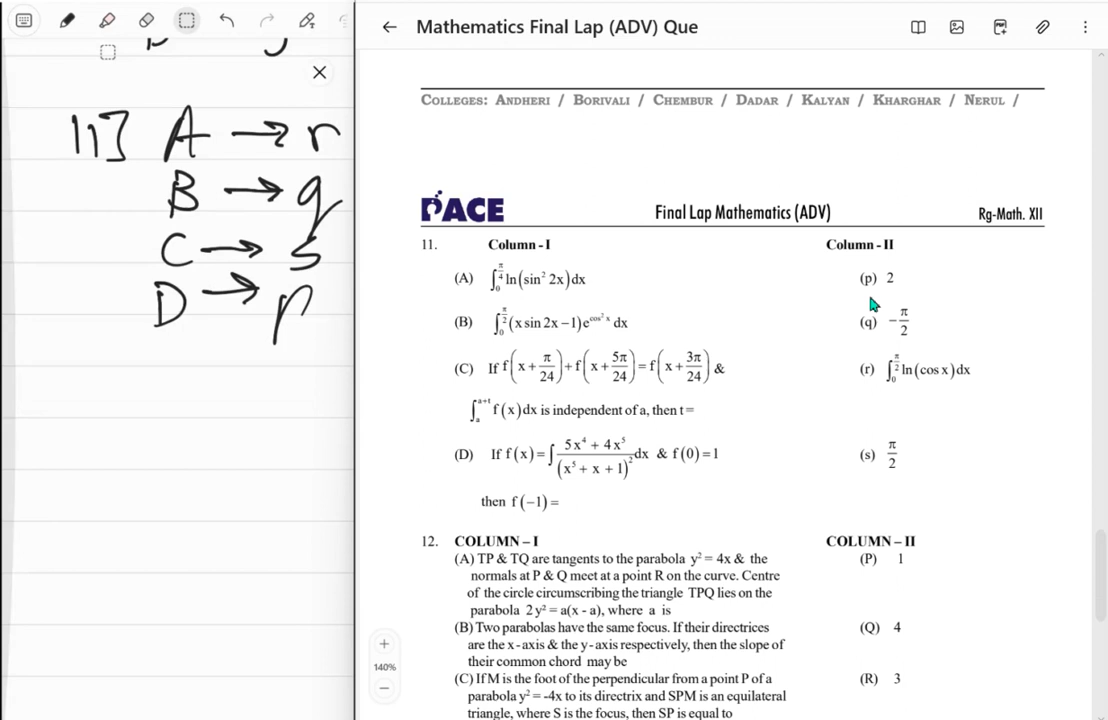 Mathematics Final Lap (ADV) Que
11] A → r
B → q
C → s
D → p
COLLEGES: ANDHERI / BORIVALI / CHEMBUR / DADAR / KALYAN / KHARGHAR / NERUL /
PACE Final Lap Mathematics (ADV) Rg-Math. XII
11. Column-I Column-II
(A) ∫₀^(π/4) ln(sin² 2x)dx (p) 2
(B) ∫₀^(π/2) (x sin 2x − 1)e^(cos² x) dx (q) −π/2
(C) If f(x + π/24) + f(x + 5π/24) = f(x + 3π/24) & (r) ∫₀^(π/2) ln(cos x)dx
∫ₐ^(a+t) f(x)dx is independent of a, then t =
(D) If f(x) = ∫ (5x⁴ + 4x⁵)/(x⁵ + x + 1)² dx & f(0) = 1 (s) π/2
then f(−1) =
12. COLUMN – I COLUMN – II
(A) TP & TQ are tangents to the parabola y² = 4x & the (P) 1
normals at P & Q meet at a point R on the curve. Centre
of the circle circumscribing the triangle TPQ lies on the
parabola 2y² = a(x - a), where a is
(B) Two parabolas have the same focus. If their directrices (Q) 4
are the x-axis & the y-axis respectively, then the slope of
their common chord may be
(C) If M is the foot of the perpendicular from a point P of a (R) 3
parabola y² = -4x to its directrix and SPM is an equilateral
triangle, where S is the focus, then SP is equal to
140%